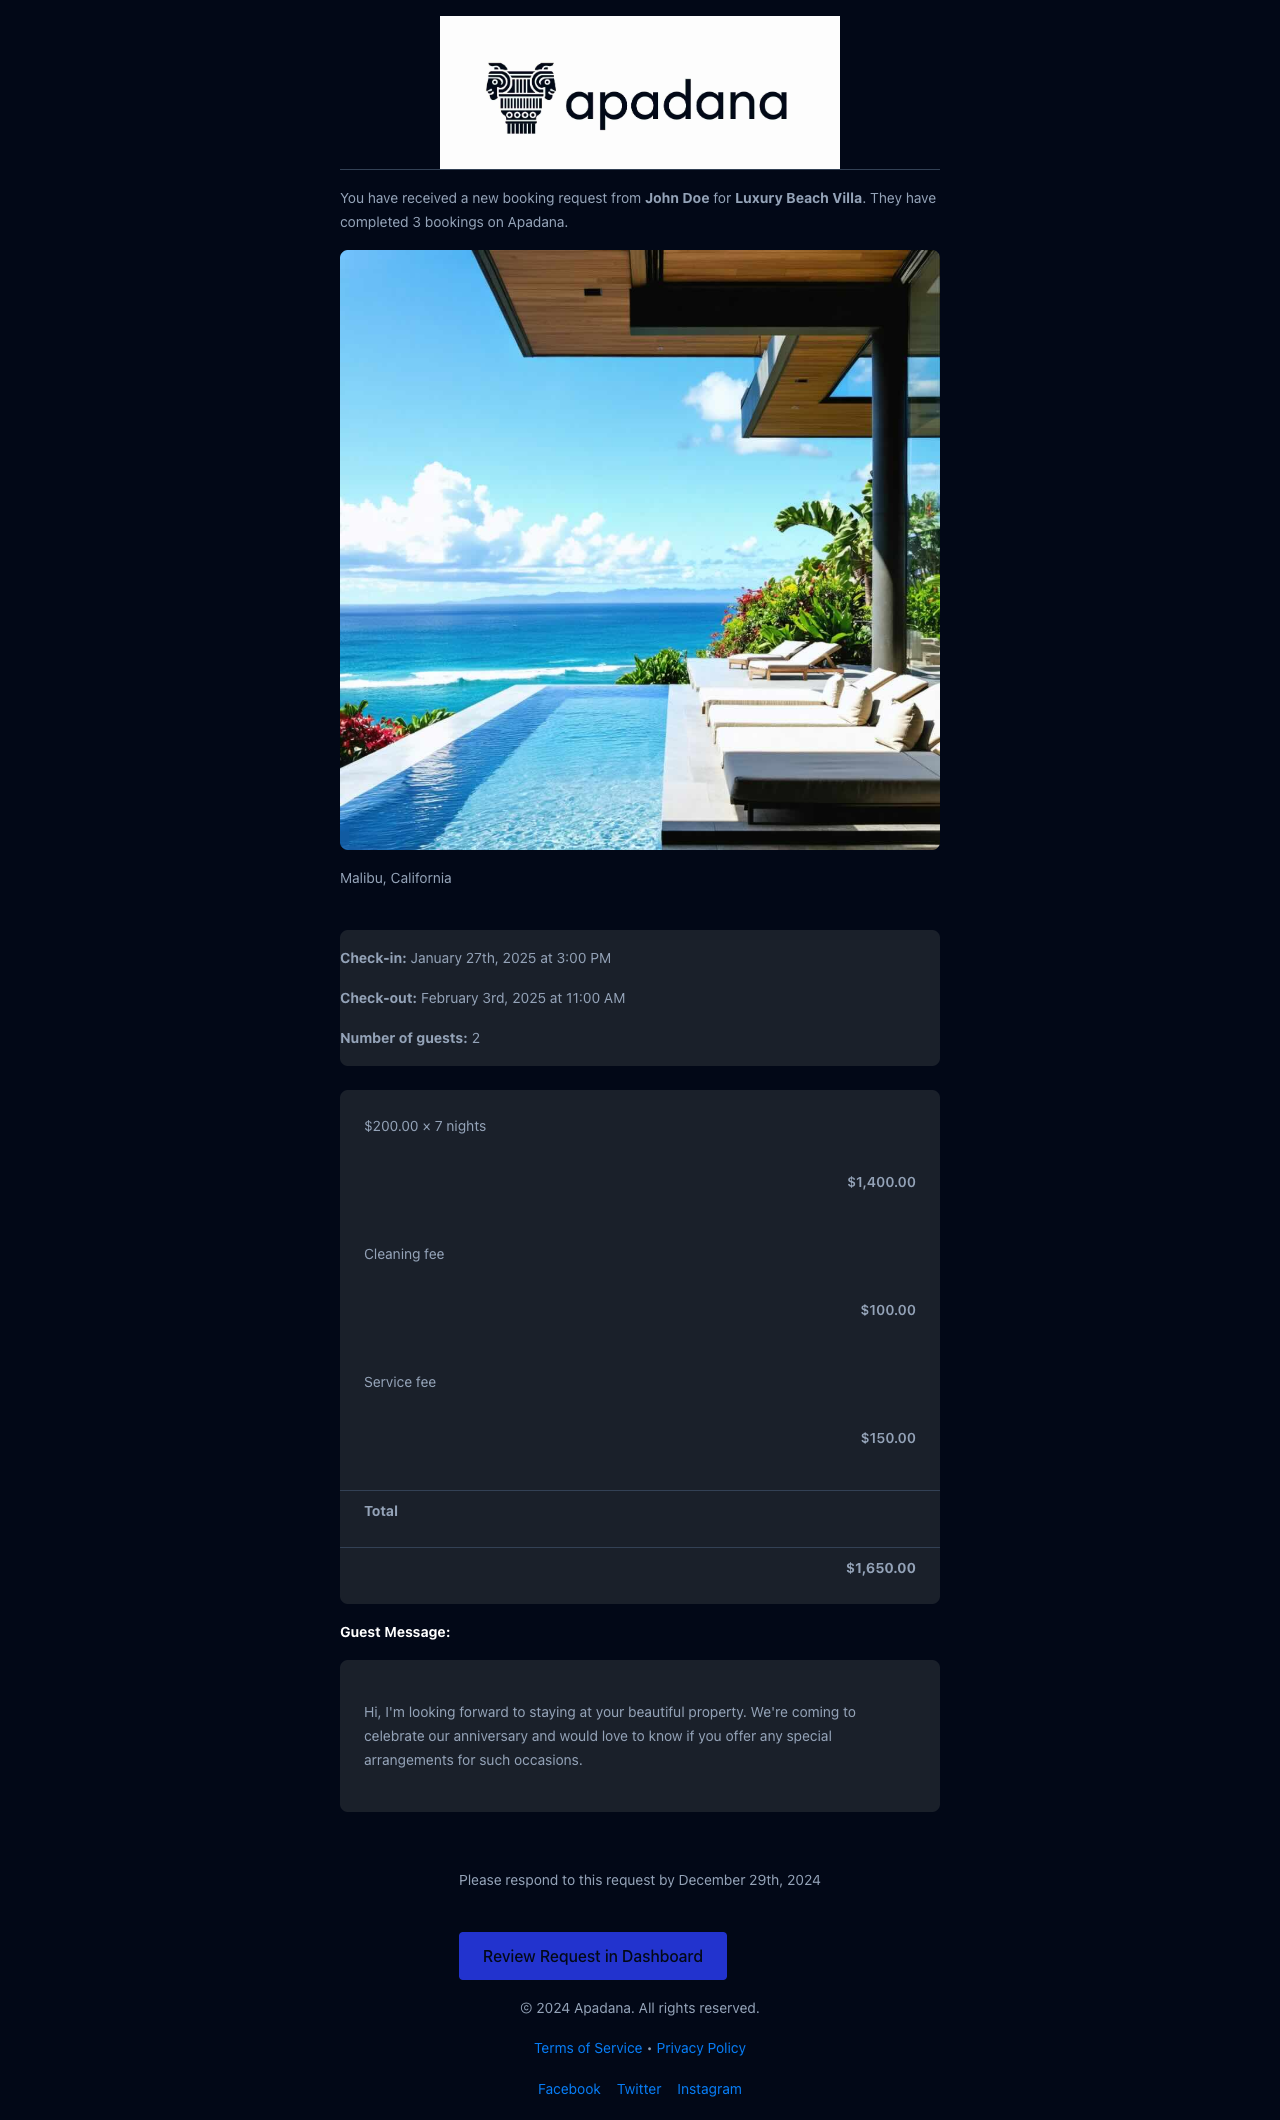 apadana
You have received a new booking request from John Doe for Luxury Beach Villa. They have
completed 3 bookings on Apadana.
Malibu, California
Check-in: January 27th, 2025 at 3:00 PM
Check-out: February 3rd, 2025 at 11:00 AM
Number of guests: 2
$200.00 × 7 nights
$1,400.00
Cleaning fee
$100.00
Service fee
$150.00
Total
$1,650.00
Guest Message:
Hi, I'm looking forward to staying at your beautiful property. We're coming to
celebrate our anniversary and would love to know if you offer any special
arrangements for such occasions.
Please respond to this request by December 29th, 2024
Review Request in Dashboard
© 2024 Apadana. All rights reserved.
Terms of Service • Privacy Policy
Facebook Twitter Instagram